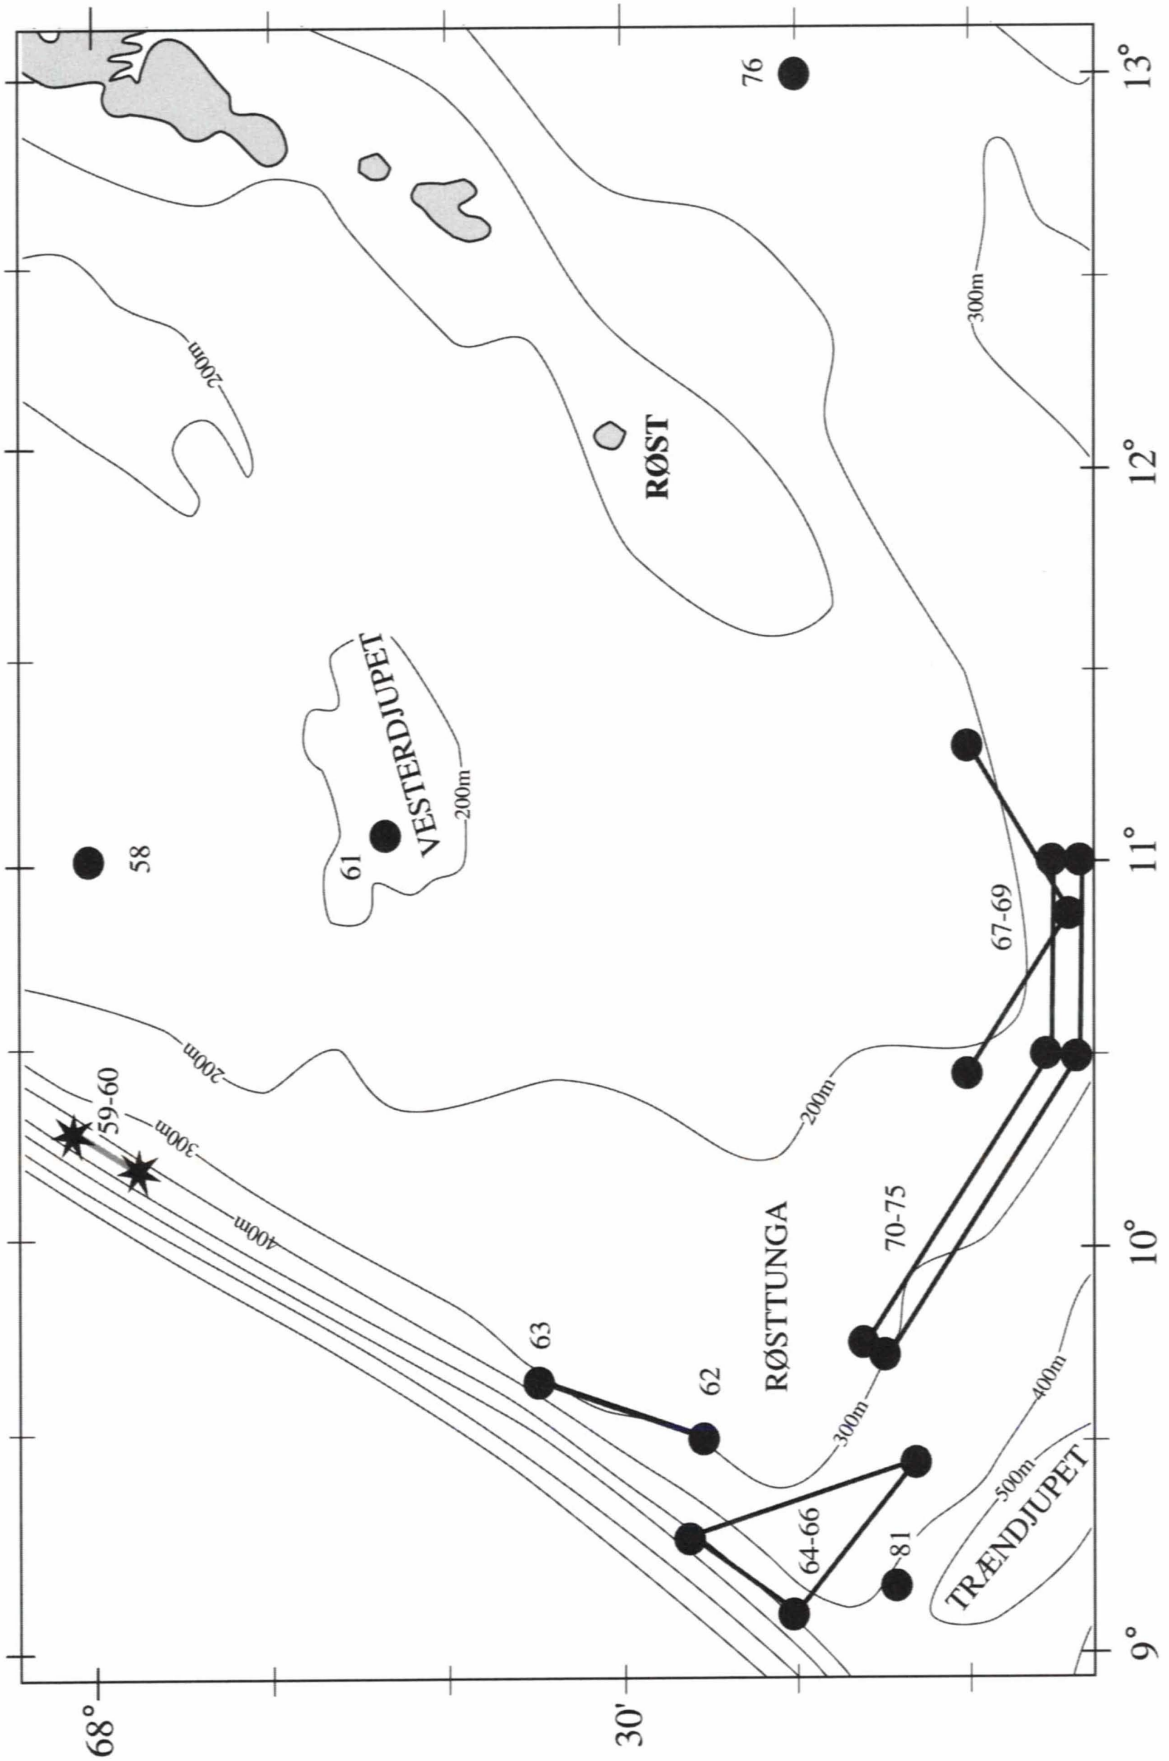 68°
59-60
58
200m
200m
300m
400m
61
VESTERDJUPET
200m
63
30'
RØST
62
76
RØSTTUNGA
64-66
200m
300m
70-75
81
300m
67-69
500m
TRÆNDJUPET
400m
9°
10°
11°
12°
13°